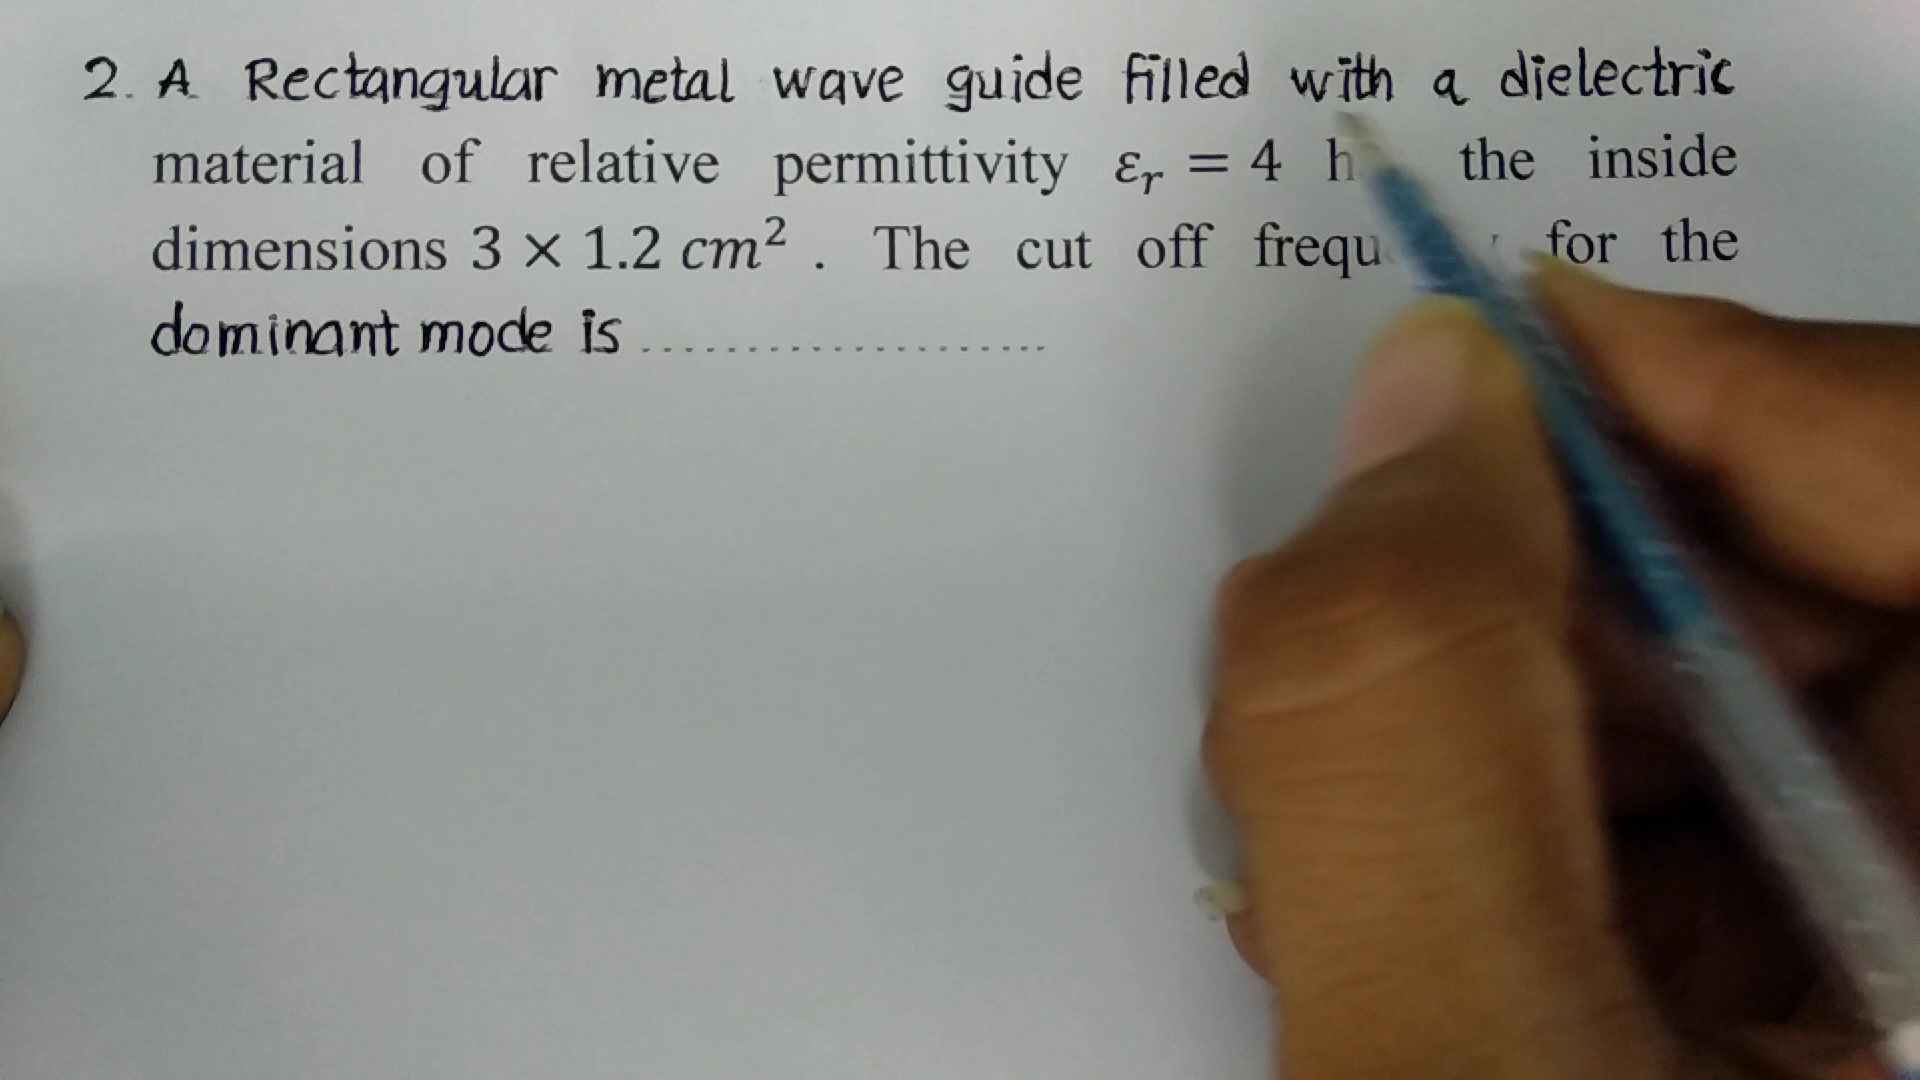 2. A Rectangular metal wave guide filled with a dielectric
material of relative permittivity εᵣ = 4 the inside
dimensions 3 × 1.2 cm² . The cut off for the
dominant mode is .....................